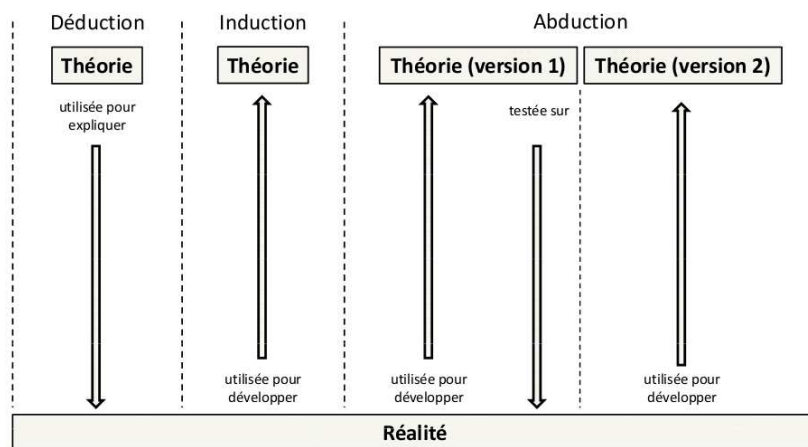 Déduction
Induction
Abduction
Théorie
Théorie
Théorie (version 1)
Théorie (version 2)
utilisée pour
expliquer
testée sur
utilisée pour
développer
utilisée pour
développer
utilisée pour
développer
Réalité